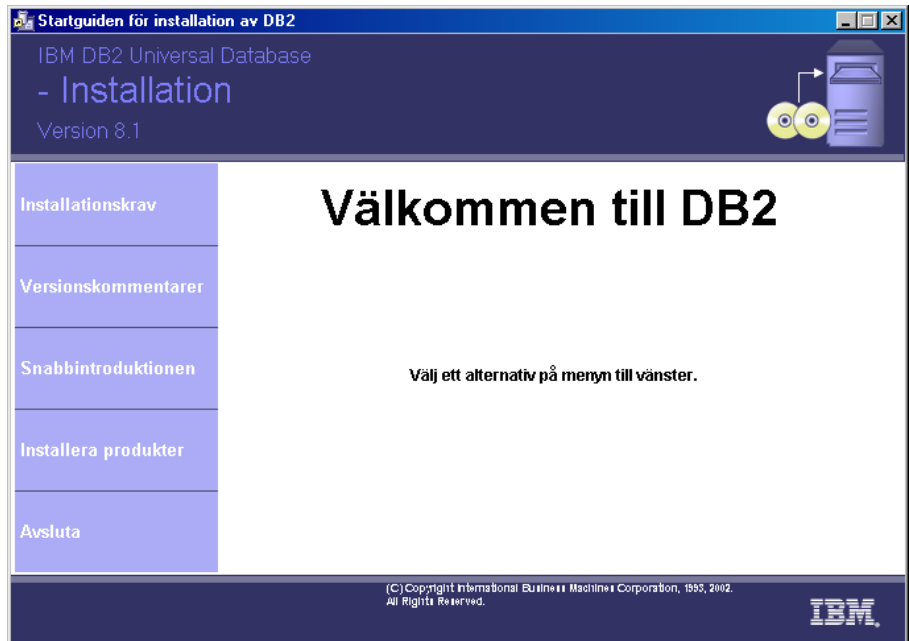 Startguiden för installation av DB2
IBM DB2 Universal Database
- Installation
Version 8.1
Installationskrav
Versionskommentarer
Snabbintroduktionen
Installera produkter
Avsluta
Välkommen till DB2
Välj ett alternativ på menyn till vänster.
(C) Copyright International Business Machines Corporation, 1993, 2002.
All Rights Reserved.
IBM.